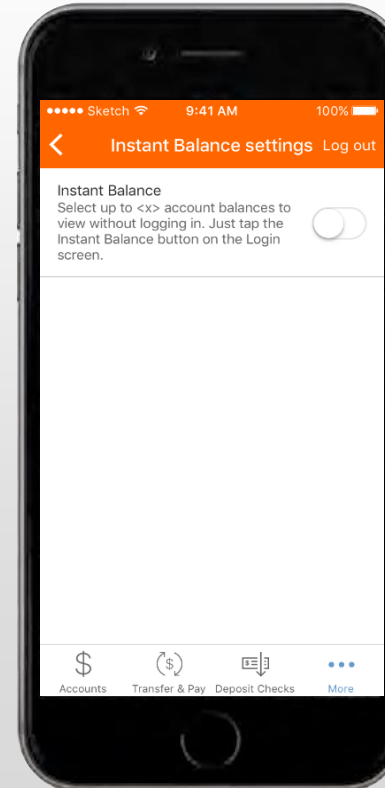 Sketch 9:41 AM 100%
Instant Balance settings Log out
Instant Balance
Select up to <x> account balances to
view without logging in. Just tap the
Instant Balance button on the Login
screen.
$
Accounts Transfer & Pay Deposit Checks More